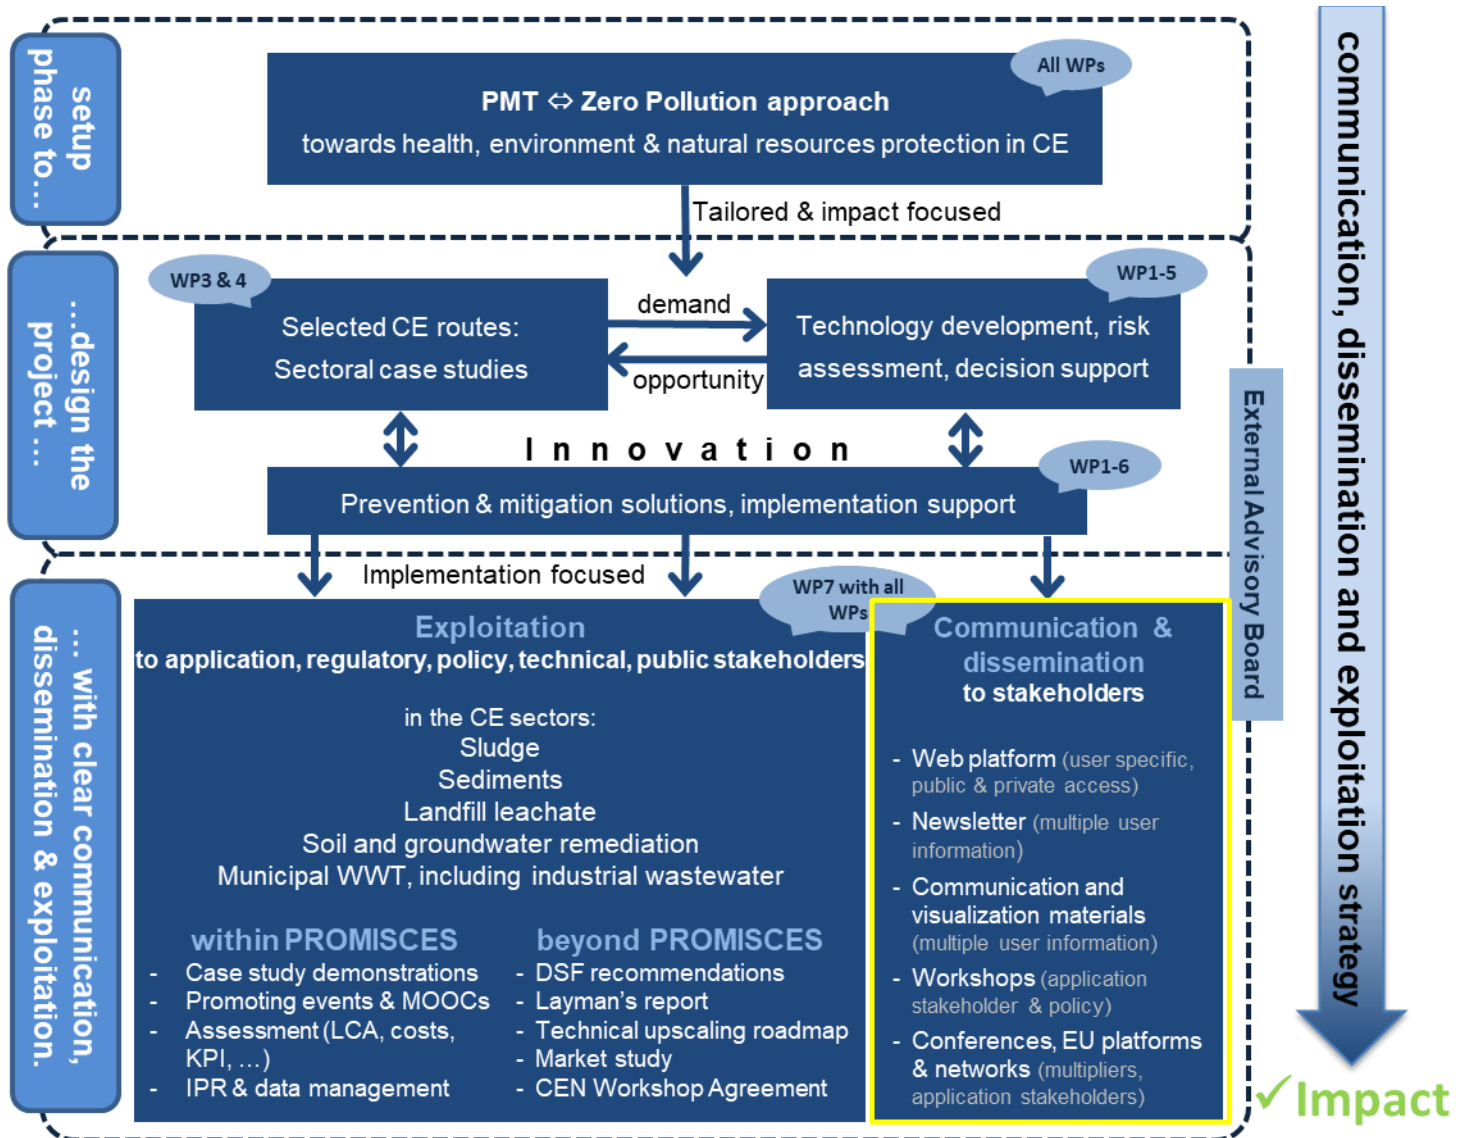 setup
phase to...
All WPs
PMT ⇔ Zero Pollution approach
towards health, environment & natural resources protection in CE
Tailored & impact focused
...design the
project ...
WP3 & 4
Selected CE routes:
Sectoral case studies
demand
opportunity
WP1-5
Technology development, risk
assessment, decision support
Innovation
WP1-6
Prevention & mitigation solutions, implementation support
External Advisory Board
communication, dissemination and exploitation strategy
... with clear communication,
dissemination & exploitation.
Implementation focused
WP7 with all
WPs
Exploitation
to application, regulatory, policy, technical, public stakeholders
in the CE sectors:
Sludge
Sediments
Landfill leachate
Soil and groundwater remediation
Municipal WWT, including industrial wastewater
within PROMISCES
- Case study demonstrations
- Promoting events & MOOCs
- Assessment (LCA, costs,
KPI, ...)
- IPR & data management
beyond PROMISCES
- DSF recommendations
- Layman's report
- Technical upscaling roadmap
- Market study
- CEN Workshop Agreement
Communication &
dissemination
to stakeholders
- Web platform (user specific,
public & private access)
- Newsletter (multiple user
information)
- Communication and
visualization materials
(multiple user information)
- Workshops (application
stakeholder & policy)
- Conferences, EU platforms
& networks (multipliers,
application stakeholders)
✓Impact